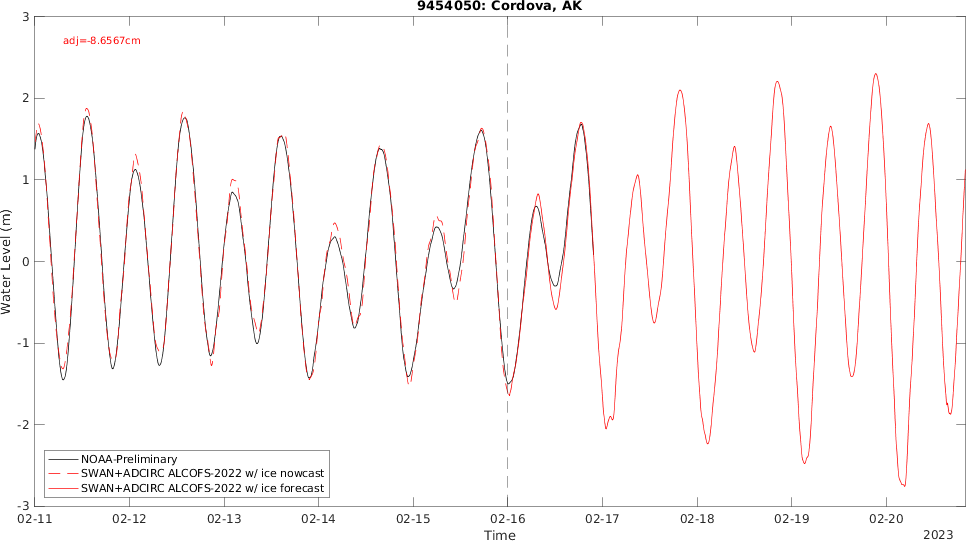 9454050: Cordova, AK
adj=-8.6567cm
3
2
1
0
-1
-2
-3
Water Level (m)
NOAA-Preliminary
SWAN+ADCIRC ALCOFS-2022 w/ ice nowcast
SWAN+ADCIRC ALCOFS-2022 w/ ice forecast
02-11 02-12 02-13 02-14 02-15 02-16 02-17 02-18 02-19 02-20
Time
2023